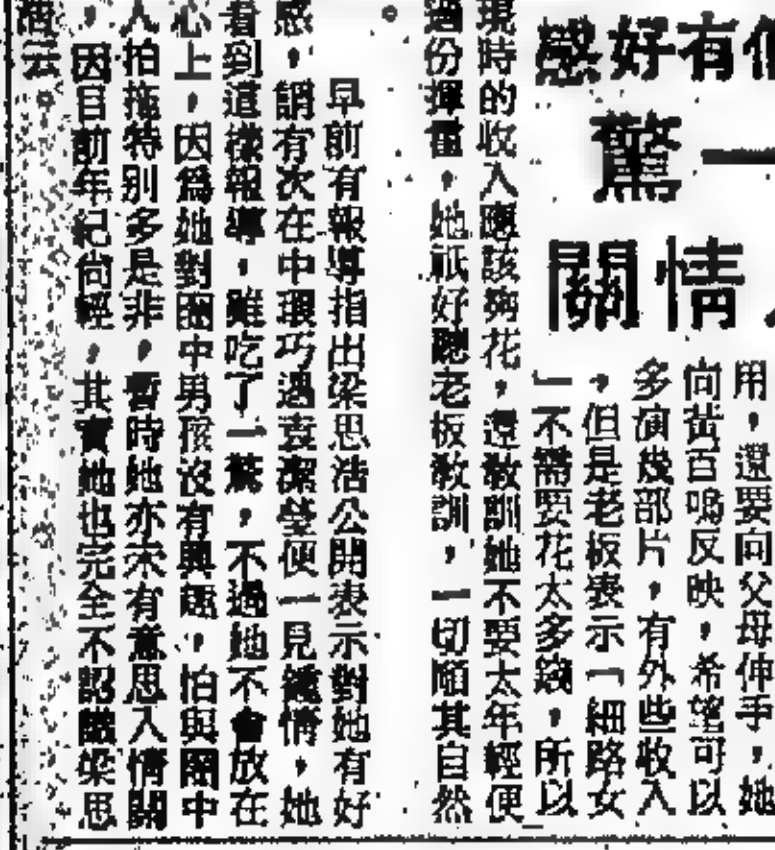 有好感
一驚
情關
用，還要向父母伸手，她
向黃百鳴反映，希望可以
多演幾部片，有外些收入
，但是老板表示「細路女
」不需要花太多錢，所以
現時的收入應該夠花，還教訓她不要太年輕便
過份揮霍，她祇好聽老板教訓，一切順其自然
。
早前有報導指出梁思浩公開表示對她有好
感，謂有次在中環巧遇袁潔瑩便一見鍾情，她
看到這樣報導，雖吃了一驚，不過她不會放在
心上，因為她對圈中男孩沒有興趣，怕與圈中
人拍拖特別多是非，暫時她亦未有意思入情關
，因目前年紀尚輕，其實她也完全不認識梁思
浩云。